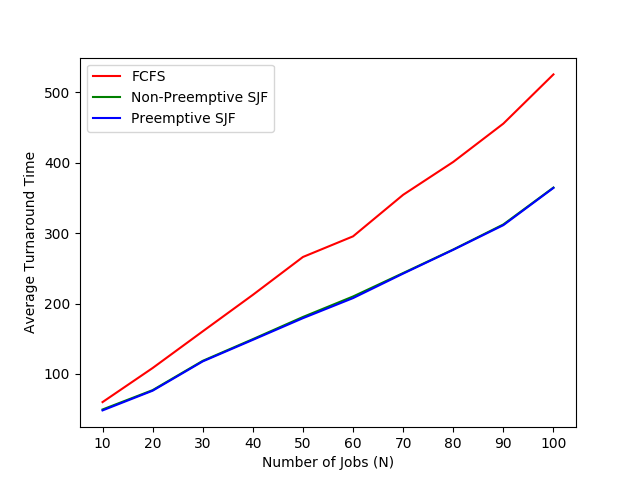 FCFS
Non-Preemptive SJF
Preemptive SJF
Average Turnaround Time
500
400
300
200
100
10 20 30 40 50 60 70 80 90 100
Number of Jobs (N)